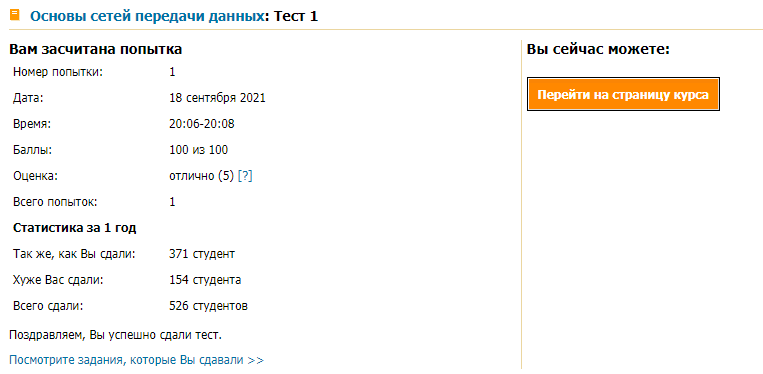 Основы сетей передачи данных: Тест 1
Вам засчитана попытка
Номер попытки: 1
Дата: 18 сентября 2021
Время: 20:06-20:08
Баллы: 100 из 100
Оценка: отлично (5) [?]
Всего попыток: 1
Статистика за 1 год
Так же, как Вы сдали: 371 студент
Хуже Вас сдали: 154 студента
Всего сдали: 526 студентов
Поздравляем, Вы успешно сдали тест.
Посмотрите задания, которые Вы сдавали >>
Вы сейчас можете:
Перейти на страницу курса